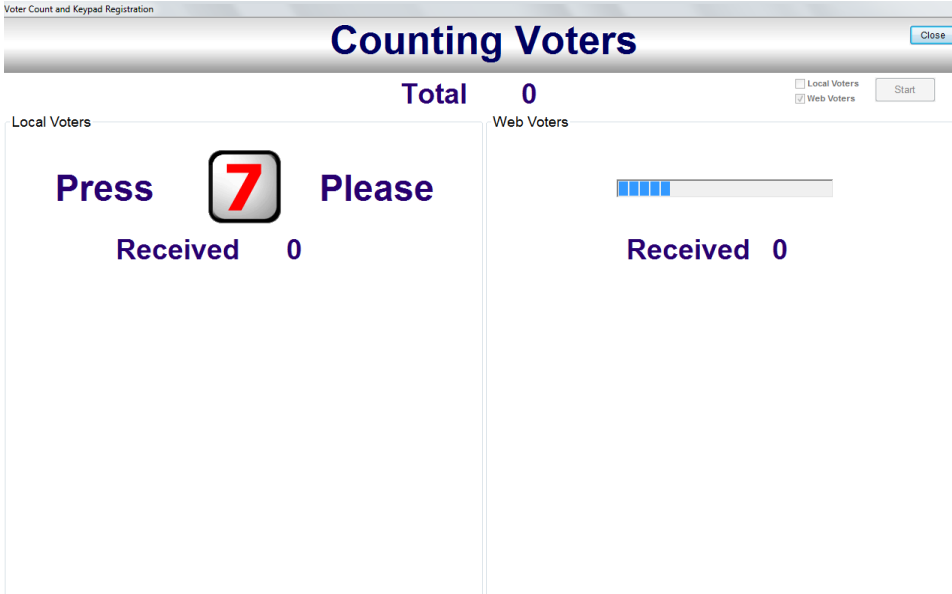 Voter Count and Keypad Registration
Counting Voters
Close
Total 0
Local Voters
Web Voters
Start
Local Voters
Web Voters
Press 7 Please
Received 0
Received 0